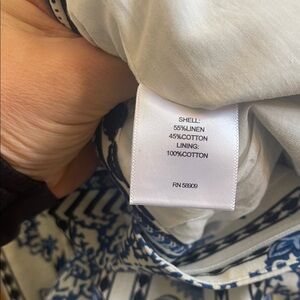 SHELL:
55%LINEN
45%COTTON
LINING:
100%COTTON
RN 58909